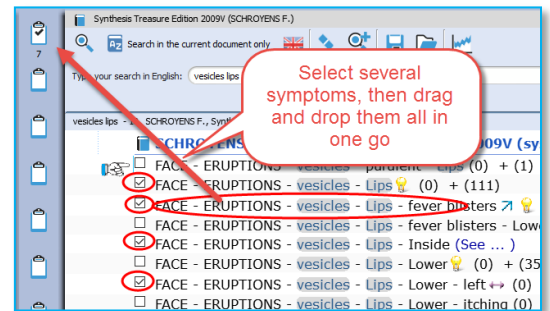 Synthesis Treasure Edition 2009V (SCHROYENS F.)
Search in the current document only
7
your search in English: vesicles lips
Select several
symptoms, then drag
and drop them all in
one go
vesicles lips - SCHROYENS F., Synt
SCHROYENS 2009V (sy
FACE - ERUPTIONS - vesicles - purulent - Lips (0) + (1)
FACE - ERUPTIONS - vesicles - Lips (0) + (111)
FACE - ERUPTIONS - vesicles - Lips - fever blisters
FACE - ERUPTIONS - vesicles - Lips - fever blisters - Low
FACE - ERUPTIONS - vesicles - Lips - Inside (See ... )
FACE - ERUPTIONS - vesicles - Lips - Lower (0) + (35
FACE - ERUPTIONS - vesicles - Lips - Lower - left ↔ (0)
FACE - ERUPTIONS - vesicles - Lips - Lower - itching (0)